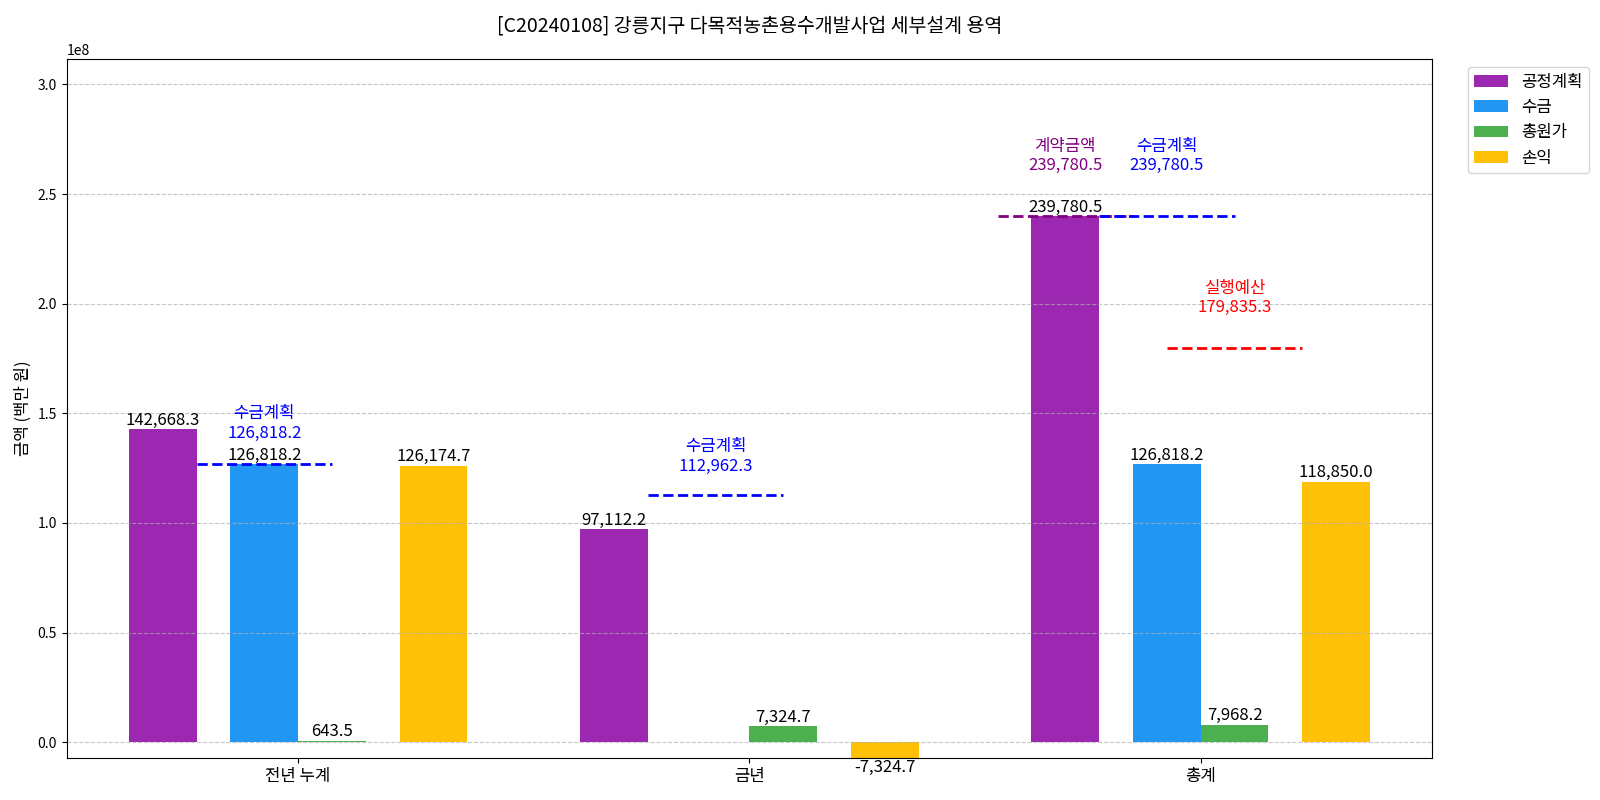 [C20240108] 강릉지구 다목적농촌용수개발사업 세부설계 용역
1e8
금액 (백만 원)
3.0
2.5
2.0
1.5
1.0
0.5
0.0
공정계획
수금
총원가
손익
계약금액
239,780.5
수금계획
239,780.5
239,780.5
실행예산
179,835.3
142,668.3
수금계획
126,818.2
126,818.2
126,174.7
643.5
수금계획
112,962.3
97,112.2
7,324.7
-7,324.7
126,818.2
118,850.0
7,968.2
전년 누계
금년
총계